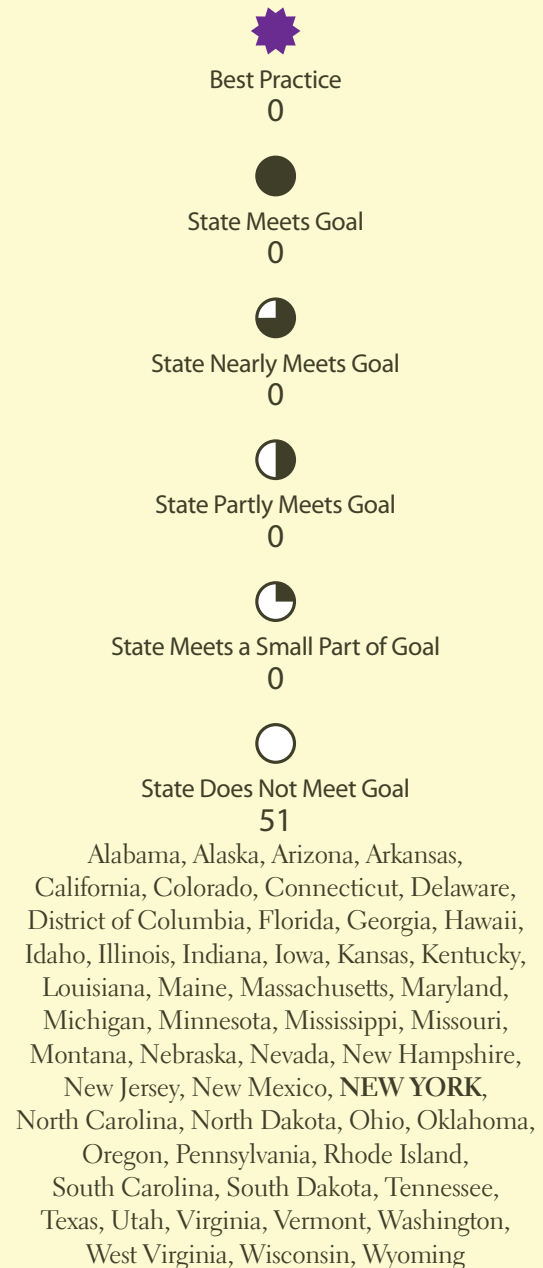 Best Practice
0
State Meets Goal
0
State Nearly Meets Goal
0
State Partly Meets Goal
0
State Meets a Small Part of Goal
0
State Does Not Meet Goal
51
Alabama, Alaska, Arizona, Arkansas,
California, Colorado, Connecticut, Delaware,
District of Columbia, Florida, Georgia, Hawaii,
Idaho, Illinois, Indiana, Iowa, Kansas, Kentucky,
Louisiana, Maine, Massachusetts, Maryland,
Michigan, Minnesota, Mississippi, Missouri,
Montana, Nebraska, Nevada, New Hampshire,
New Jersey, New Mexico, NEW YORK,
North Carolina, North Dakota, Ohio, Oklahoma,
Oregon, Pennsylvania, Rhode Island,
South Carolina, South Dakota, Tennessee,
Texas, Utah, Virginia, Vermont, Washington,
West Virginia, Wisconsin, Wyoming